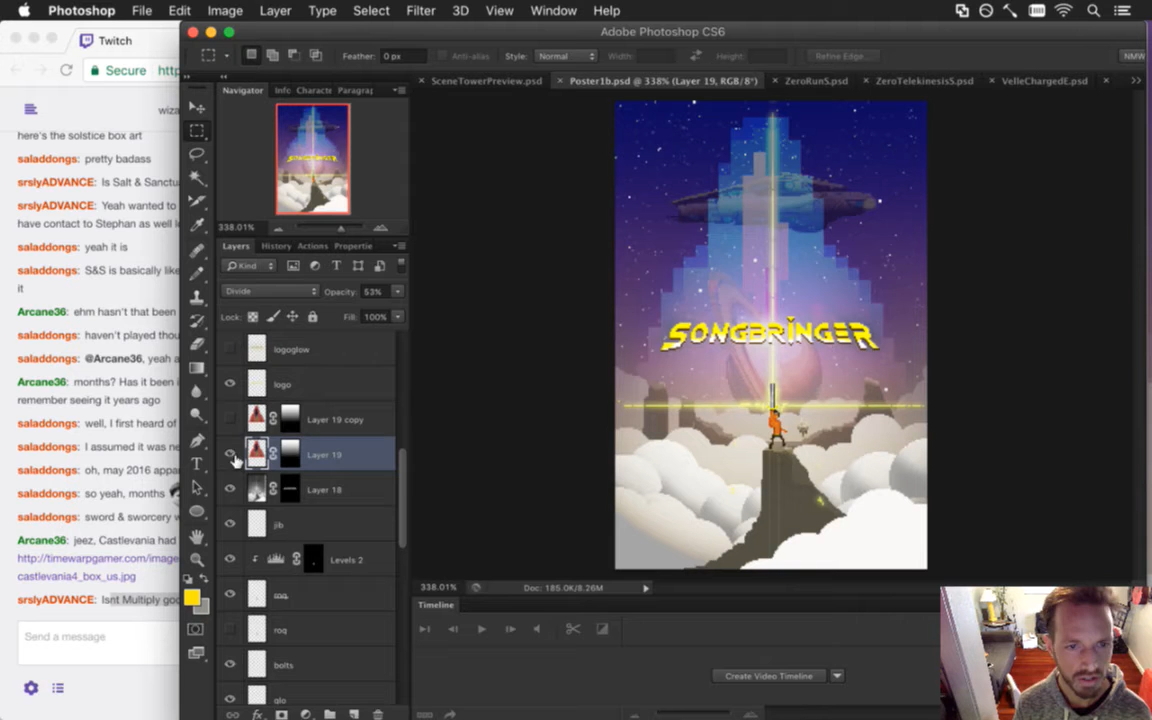 Photoshop File Edit Image Layer Type Select Filter 3D View Window Help
Twitch
Adobe Photoshop CS6
Feather: 0 px Anti-alias Style: Normal Width: Height: Refine Edge...
Secure
SceneTowerPreview.psd Poster1b.psd @ 338% (Layer 19, RGB/8*) ZeroRunS.psd ZeroTelekinesisS.psd VelleChargedE.psd
Navigator Info Characte Paragraj
here's the solstice box art
saladdongs: pretty badass
srslyADVANCE: Is Salt & Sanctu
srslyADVANCE: Yeah wanted to
have contact to Stephan as well
saladdongs: yeah it is
saladdongs: S&S is basically like
it
Arcane36: ehm hasn't that been
saladdongs: haven't played thou
saladdongs: @Arcane36, yeah a
Arcane36: months? Has it been
remember seeing it years ago
saladdongs: well, I first heard of
saladdongs: I assumed it was ne
saladdongs: oh, may 2016 appar
saladdongs: so yeah, months
saladdongs: sword & sworcery w
Arcane36: jeez, Castlevania had
http://timewarpgamer.com/image
castlevania4_box_us.jpg
srslyADVANCE: Isnt Multiply goo
Send a message
338.01%
Layers History Actions Propertie
Kind
Divide Opacity: 53%
Lock: Fill: 100%
logoglow
logo
Layer 19 copy
Layer 19
Layer 18
jib
Levels 2
roq
bolts
glo
SONGBRINGER
338.01% Doc: 185.0K/8.26M
Timeline
Create Video Timeline